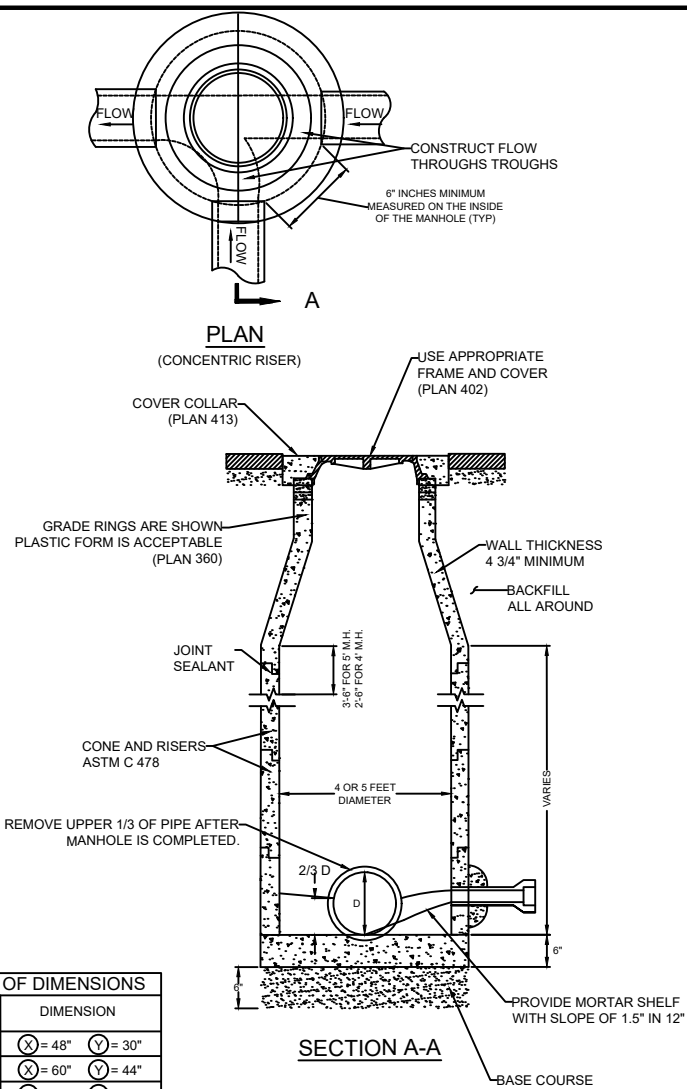 FLOW
FLOW
CONSTRUCT FLOW
THROUGHS TROUGHS
6" INCHES MINIMUM
MEASURED ON THE INSIDE
OF THE MANHOLE (TYP)
FLOW
A
PLAN
(CONCENTRIC RISER)
USE APPROPRIATE
FRAME AND COVER
(PLAN 402)
COVER COLLAR
(PLAN 413)
GRADE RINGS ARE SHOWN
PLASTIC FORM IS ACCEPTABLE
(PLAN 360)
WALL THICKNESS
4 3/4" MINIMUM
BACKFILL
ALL AROUND
JOINT
SEALANT
3'-6" FOR 5' M.H.
2'-6" FOR 4' M.H.
CONE AND RISERS
ASTM C 478
4 OR 5 FEET
DIAMETER
VARIES
REMOVE UPPER 1/3 OF PIPE AFTER
MANHOLE IS COMPLETED.
2/3 D
D
6"
6"
PROVIDE MORTAR SHELF
WITH SLOPE OF 1.5" IN 12"
SECTION A-A
BASE COURSE
OF DIMENSIONS
DIMENSION
X = 48" Y = 30"
X = 60" Y = 44"